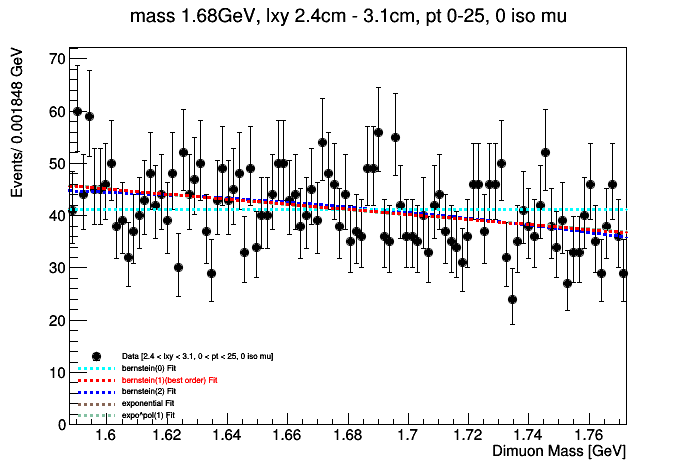 mass 1.68GeV, lxy 2.4cm - 3.1cm, pt 0-25, 0 iso mu
Events/ 0.001848 GeV
70
60
50
40
30
20
10
0
Data [2.4 < lxy < 3.1, 0 < pt < 25, 0 iso mu]
bernstein(0) Fit
bernstein(1)(best order) Fit
bernstein(2) Fit
exponential Fit
expo*pol(1) Fit
1.6 1.62 1.64 1.66 1.68 1.7 1.72 1.74 1.76
Dimuon Mass [GeV]